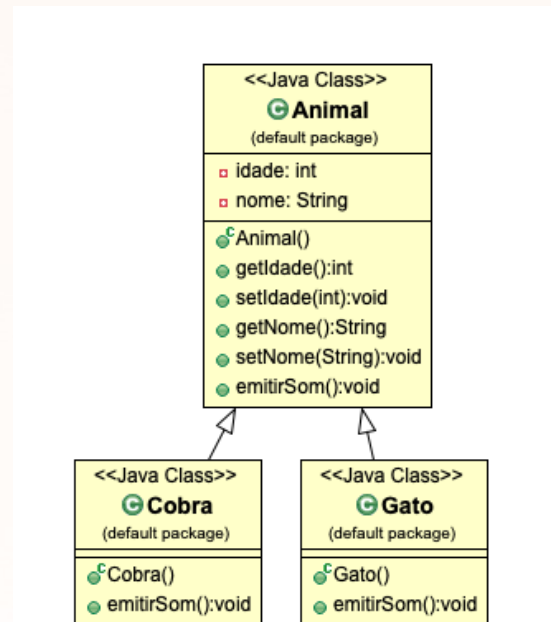 <<Java Class>>
Animal
(default package)
idade: int
nome: String
Animal()
getIdade():int
setIdade(int):void
getNome():String
setNome(String):void
emitirSom():void
<<Java Class>>
Cobra
(default package)
Cobra()
emitirSom():void
<<Java Class>>
Gato
(default package)
Gato()
emitirSom():void